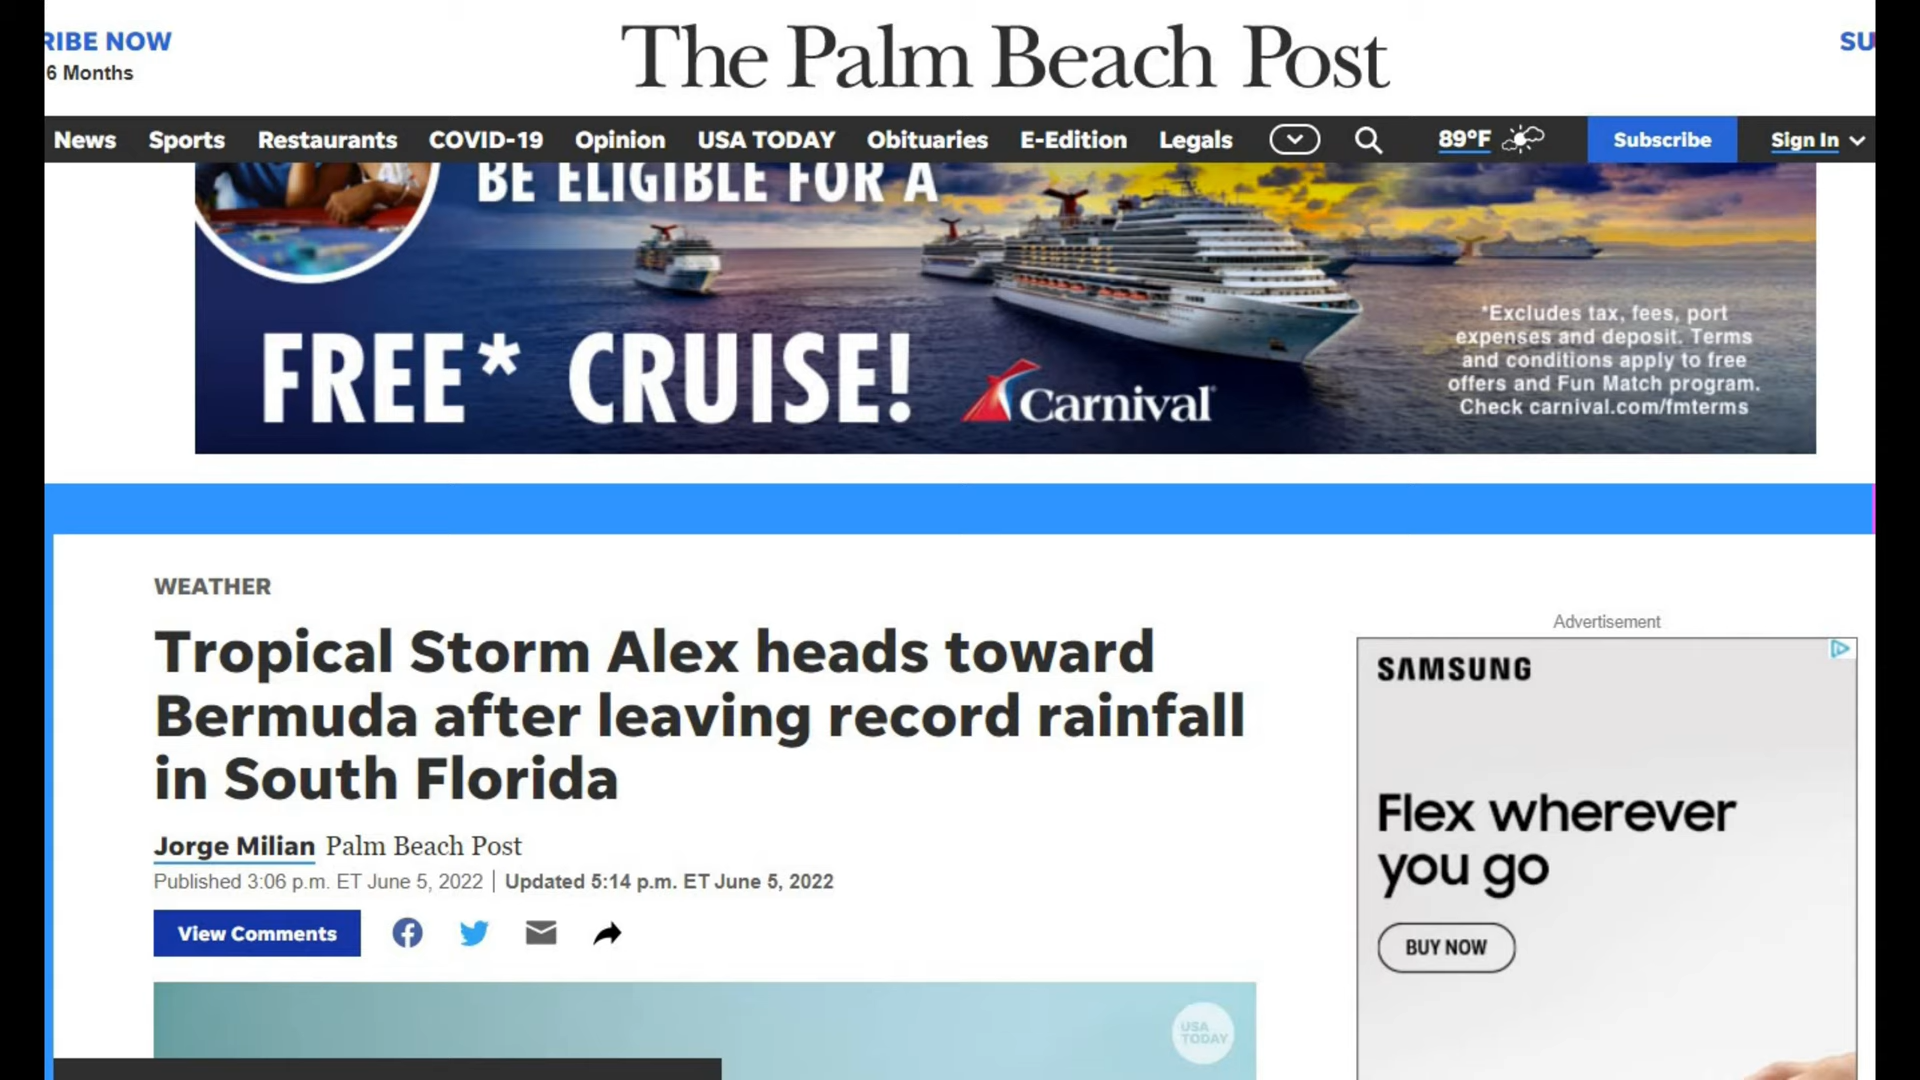 RIBE NOW
6 Months
The Palm Beach Post
SU
News Sports Restaurants COVID-19 Opinion USA TODAY Obituaries E-Edition Legals 89°F Subscribe Sign In
BE ELIGIBLE FOR A
FREE* CRUISE!
Carnival
*Excludes tax, fees, port
expenses and deposit. Terms
and conditions apply to free
offers and Fun Match program.
Check carnival.com/fmterms
WEATHER
Tropical Storm Alex heads toward
Bermuda after leaving record rainfall
in South Florida
Jorge Milian Palm Beach Post
Published 3:06 p.m. ET June 5, 2022 | Updated 5:14 p.m. ET June 5, 2022
View Comments
USA
TODAY
Advertisement
SAMSUNG
Flex wherever
you go
BUY NOW